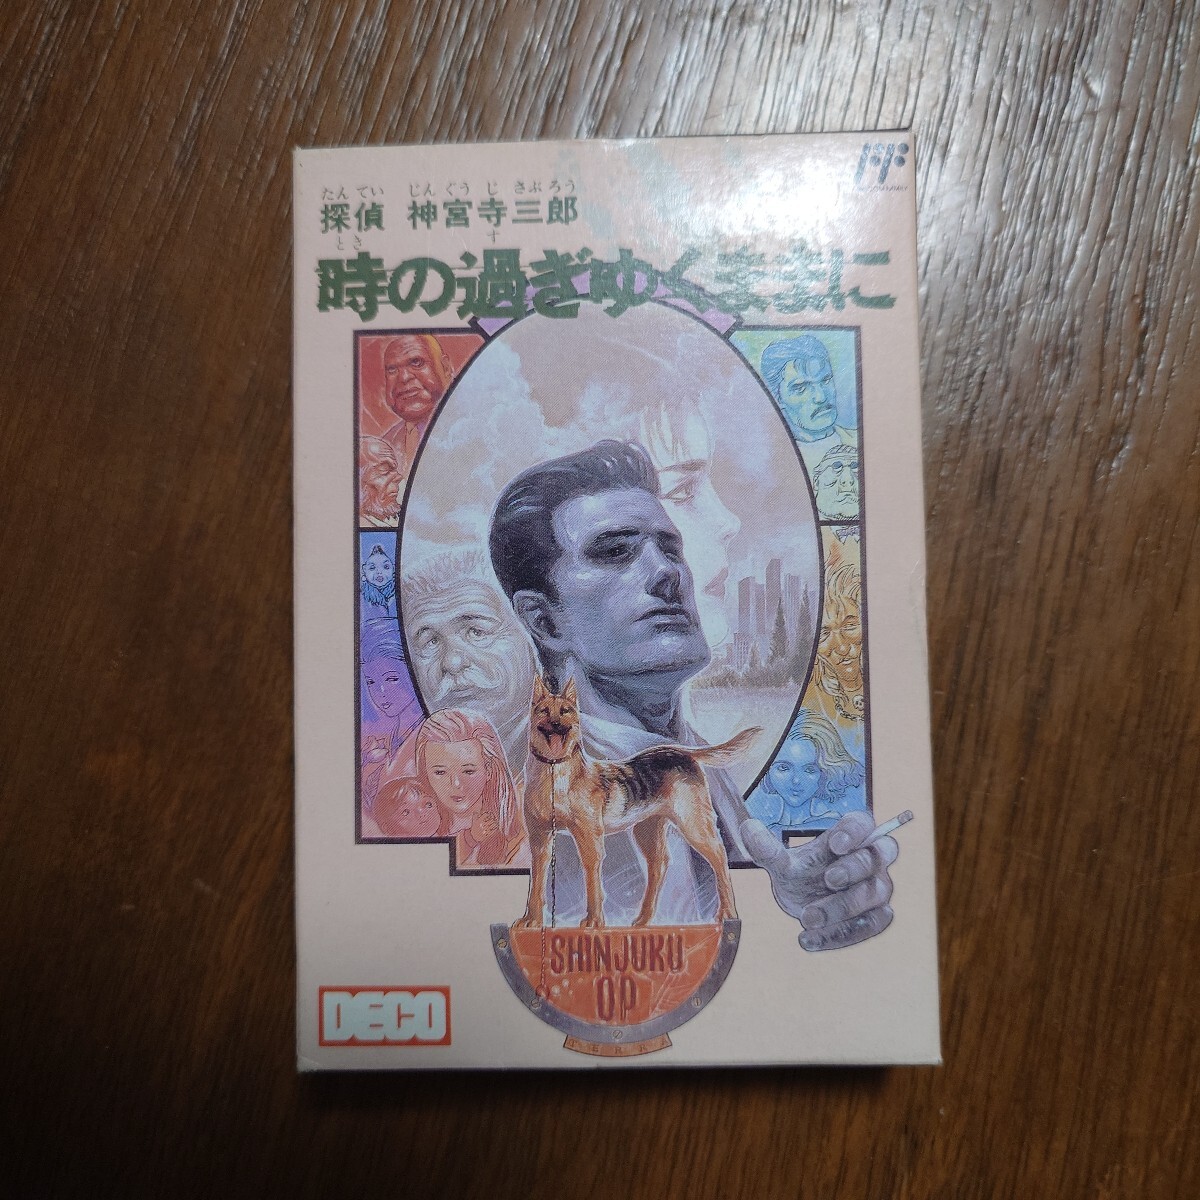 たんてい じんぐうじ さぶろう
探偵 神宮寺三郎
とき す
時の過ぎゆくままに
SHINJUKU
OP
DECO